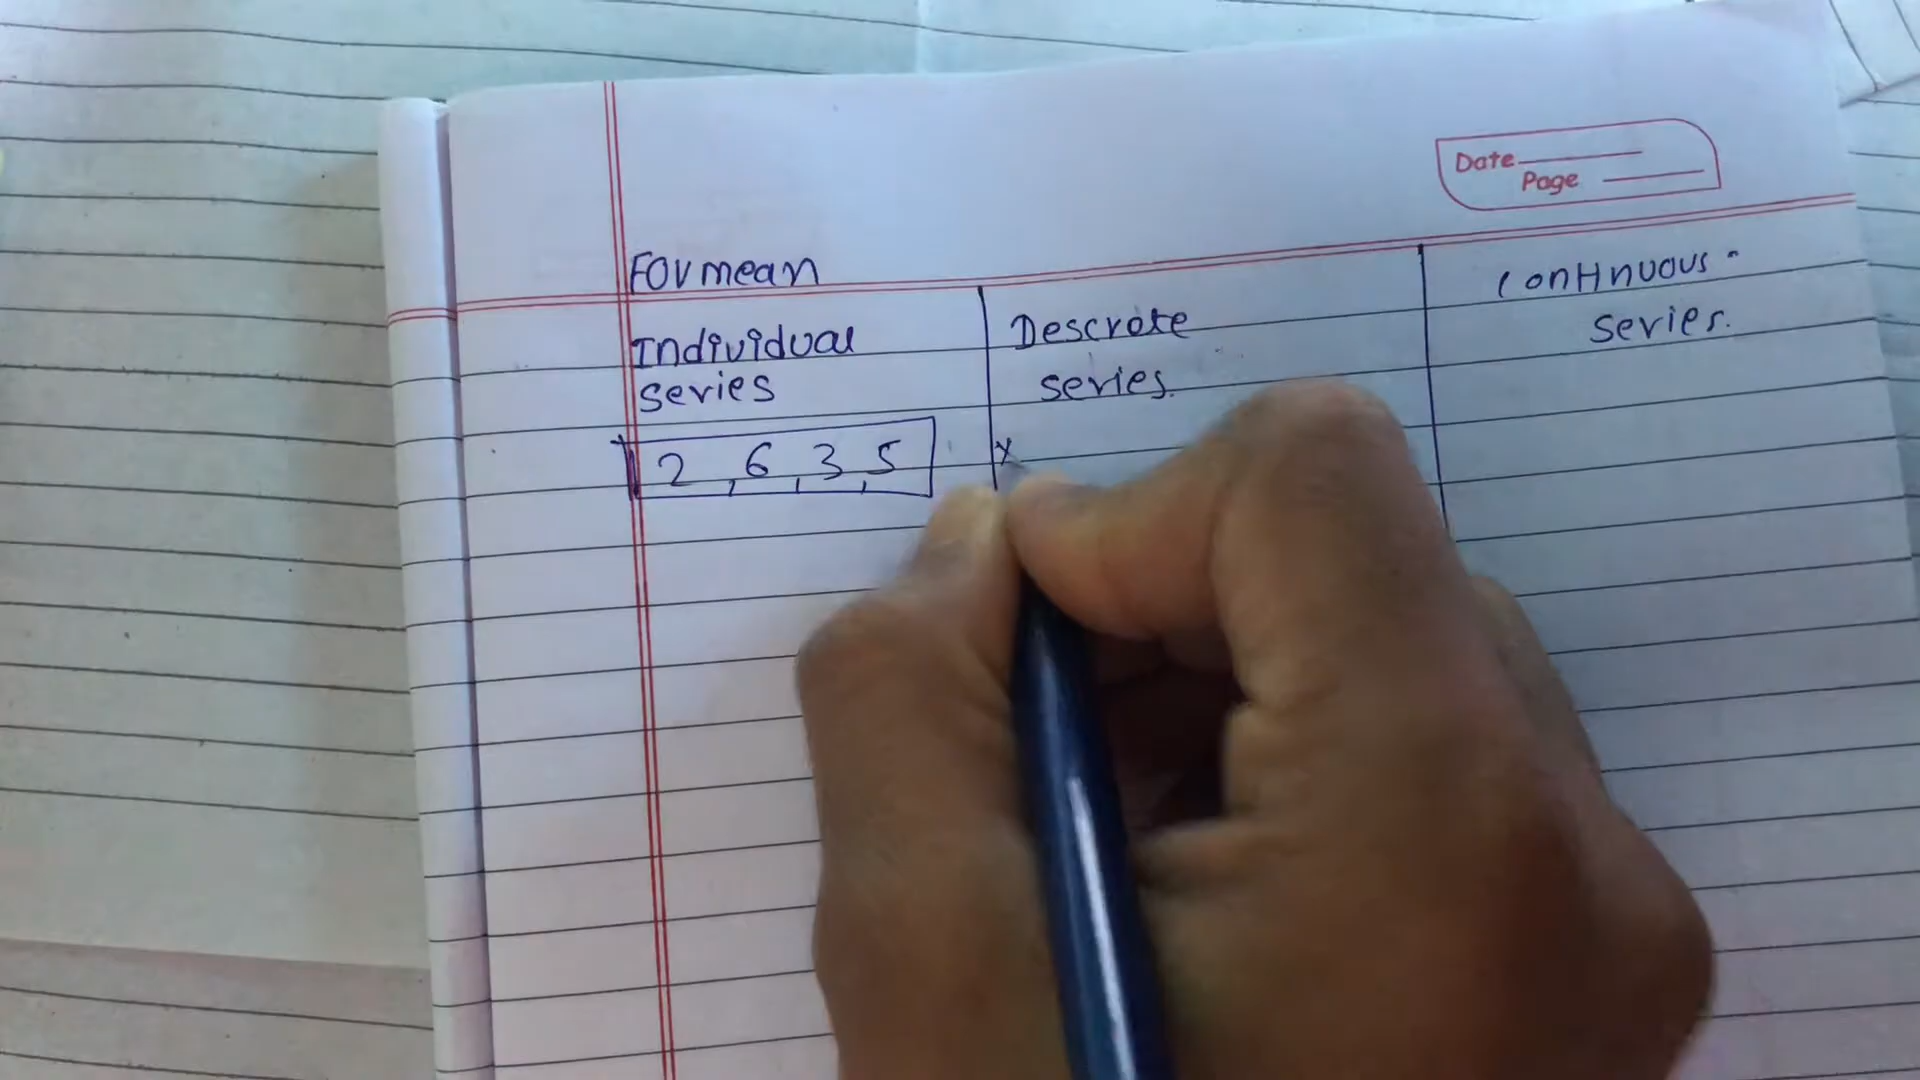 Date
Page
For mean
Individual
series
2, 6, 3, 5
Descrete
series.
x
Continuous
series.